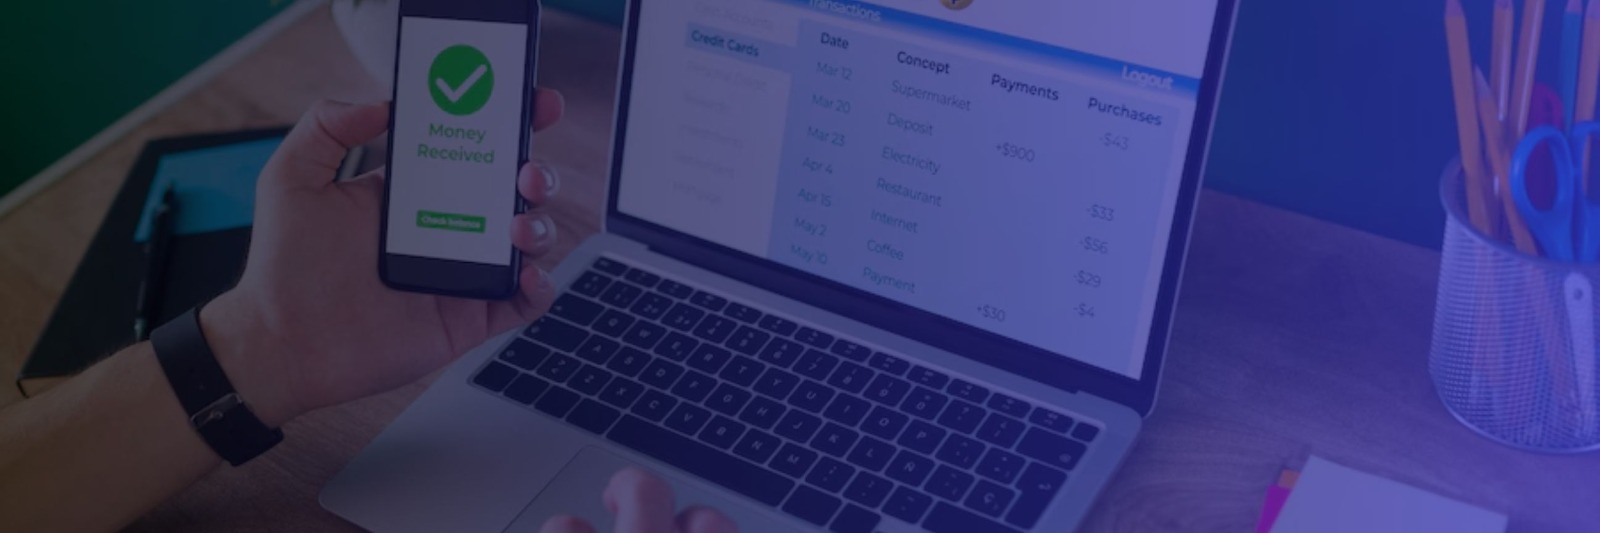 Money
Received
Check balance
Transactions
Logout
Credit Cards
Date Concept Payments Purchases
Mar 12 Supermarket -$43
Mar 20 Deposit +$900
Mar 23 Electricity -$33
Apr 4 Restaurant -$56
Apr 15 Internet -$29
May 2 Coffee -$4
May 10 Payment +$30